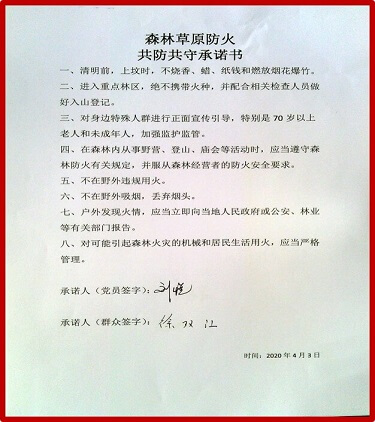 森林草原防火
共防共守承诺书
一、清明前,上坟时,不烧香、蜡、纸钱和燃放烟花爆竹。
二、进入重点林区,绝不携带火种,并配合相关检查人员做
好入山登记。
三、对身边特殊人群进行正面宣传引导,特别是 70 岁以上
老人和未成年人,加强监护监管。
四、在森林内从事野营、登山、庙会等活动时,应当遵守森
林防火有关规定,并服从森林经营者的防火安全要求。
五、不在野外违规用火。
六、不在野外吸烟,丢弃烟头。
七、户外发现火情,应当立即向当地人民政府或公安、林业
等有关部门报告。
八、对可能引起森林火灾的机械和居民生活用火,应当严格
管理。
承诺人(党员签字):刘
承诺人(群众签字):徐双江
时间:2020 年 4 月 3 日